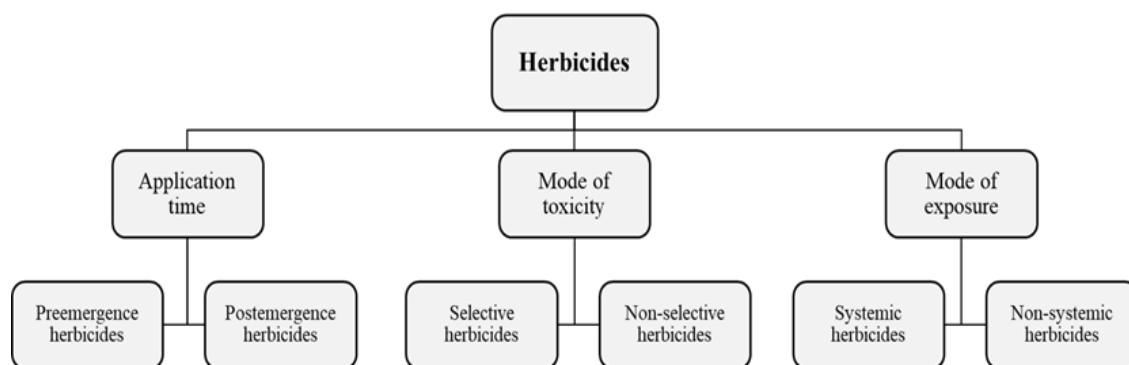 Herbicides
Application
time
Mode of
toxicity
Mode of
exposure
Preemergence
herbicides
Postemergence
herbicides
Selective
herbicides
Non-selective
herbicides
Systemic
herbicides
Non-systemic
herbicides